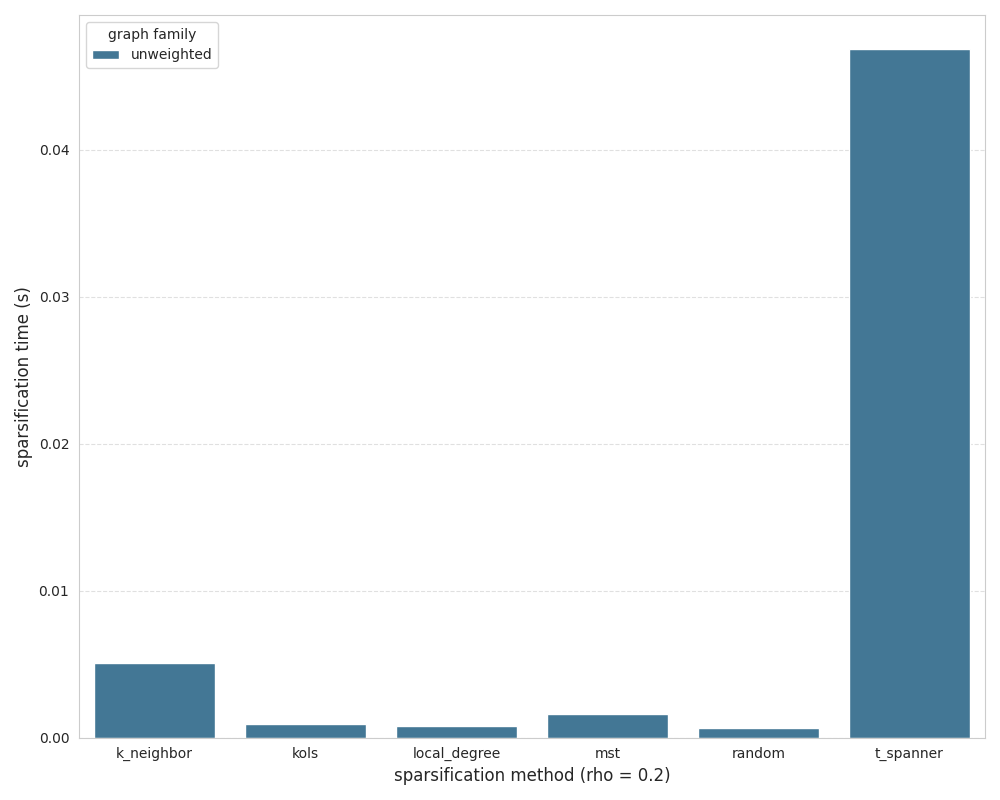 graph family
unweighted
sparsification time (s)
0.04
0.03
0.02
0.01
0.00
k_neighbor
kols
local_degree
mst
random
t_spanner
sparsification method (rho = 0.2)